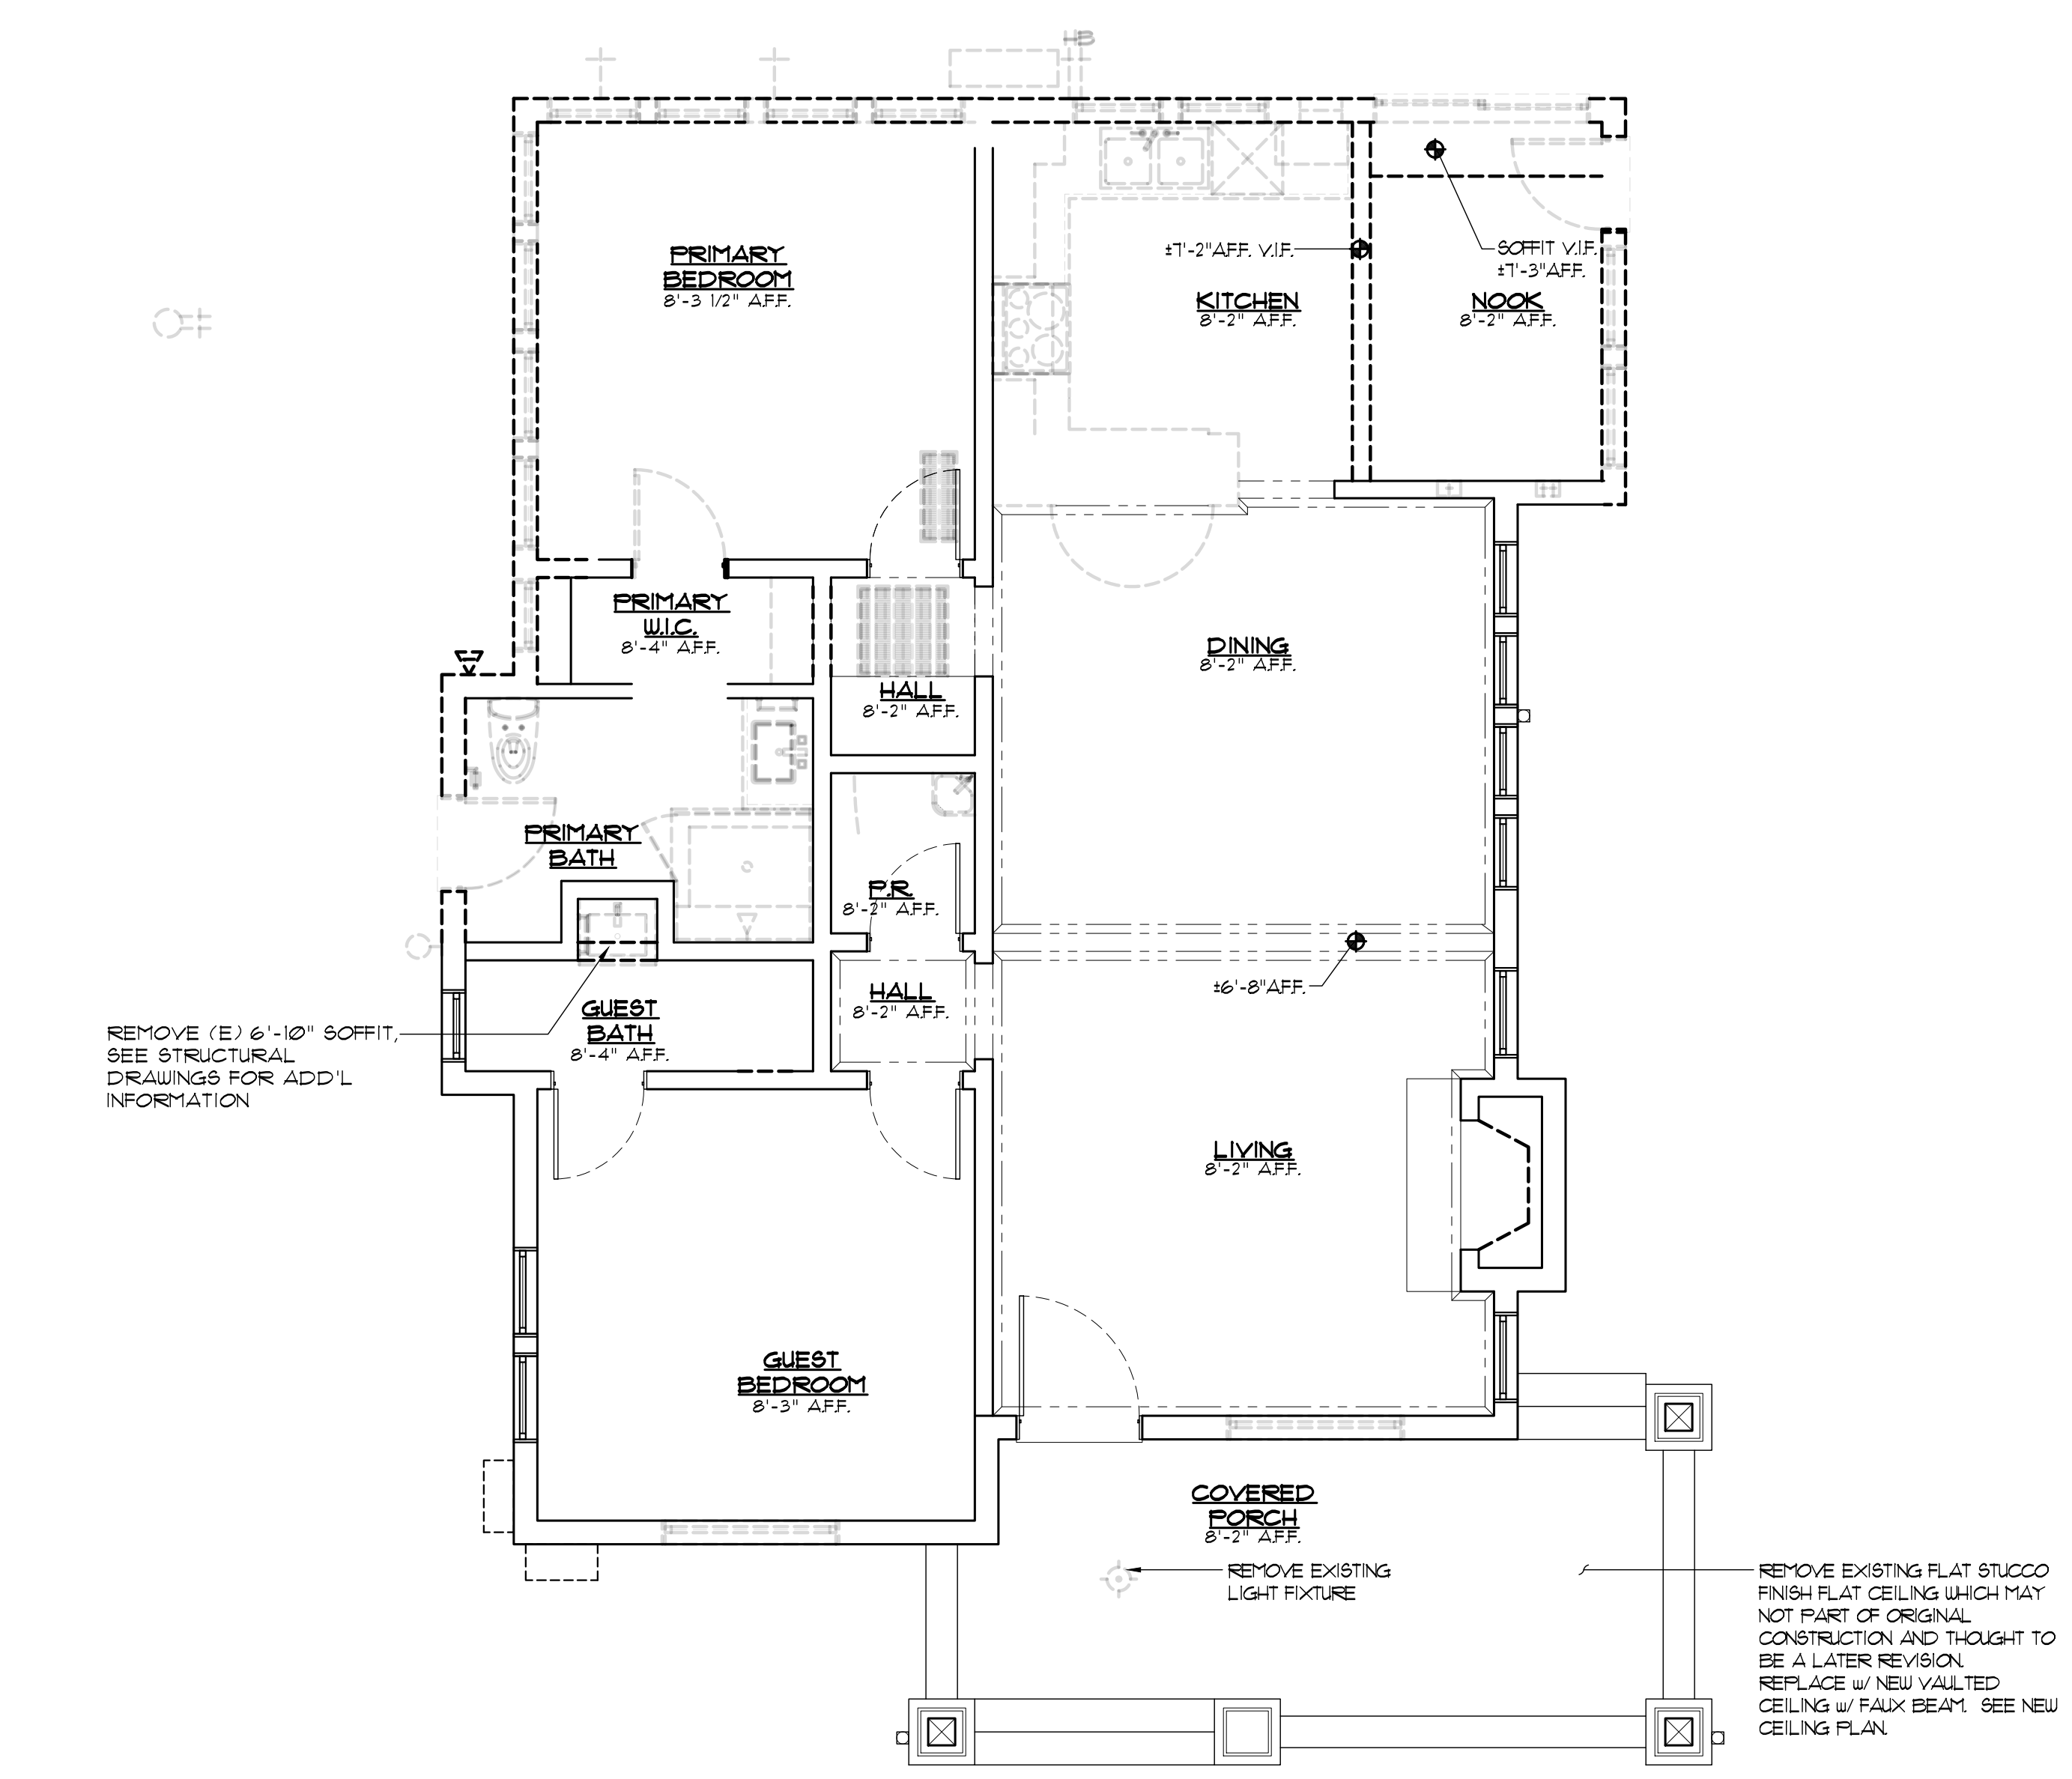 HB
PRIMARY
BEDROOM
8'-3 1/2" A.F.F.
±7'-2"A.F.F. V.I.F.
SOFFIT V.I.F.
±7'-3"A.F.F.
KITCHEN
8'-2" A.F.F.
NOOK
8'-2" A.F.F.
PRIMARY
W.I.C.
8'-4" A.F.F.
DINING
8'-2" A.F.F.
HALL
8'-2" A.F.F.
PRIMARY
BATH
P.R.
8'-2" A.F.F.
±6'-8"A.F.F.
HALL
8'-2" A.F.F.
GUEST
BATH
8'-4" A.F.F.
REMOVE (E) 6'-10" SOFFIT,
SEE STRUCTURAL
DRAWINGS FOR ADD'L
INFORMATION
LIVING
8'-2" A.F.F.
GUEST
BEDROOM
8'-3" A.F.F.
COVERED
PORCH
8'-2" A.F.F.
REMOVE EXISTING
LIGHT FIXTURE
REMOVE EXISTING FLAT STUCCO
FINISH FLAT CEILING WHICH MAY
NOT PART OF ORIGINAL
CONSTRUCTION AND THOUGHT TO
BE A LATER REVISION.
REPLACE w/ NEW VAULTED
CEILING w/ FAUX BEAM.  SEE NEW
CEILING PLAN.